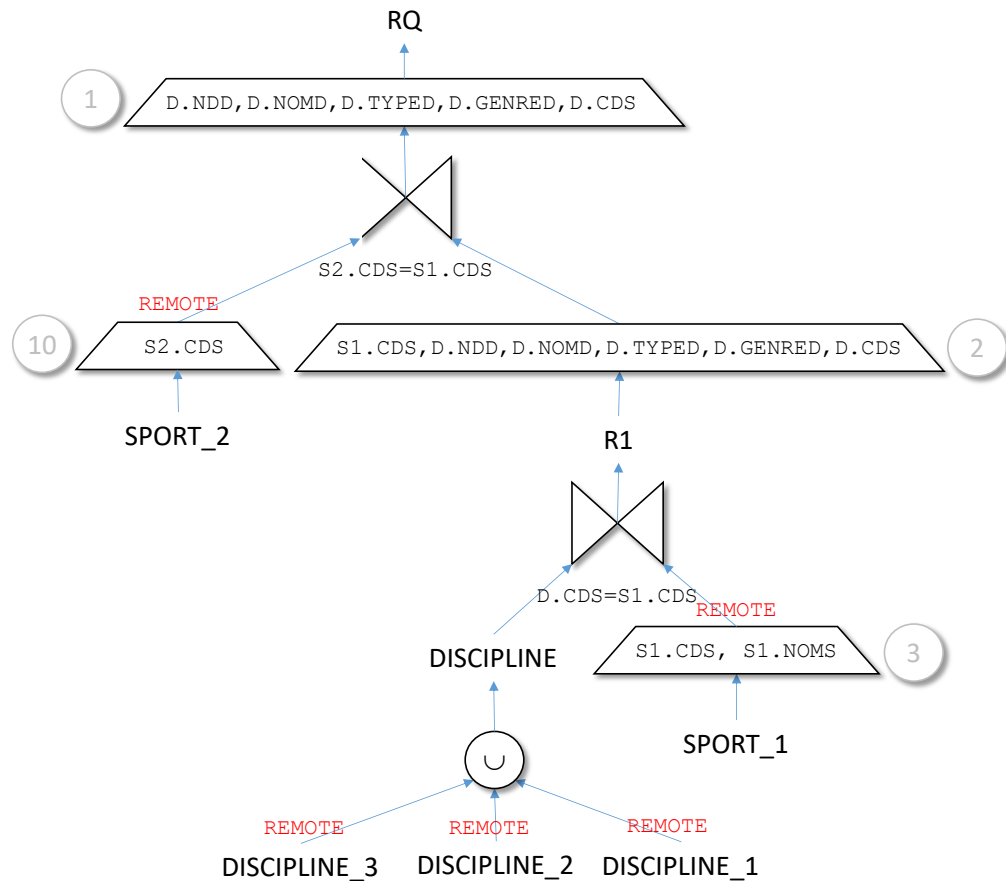 RQ
1
D.NDD,D.NOMD,D.TYPED,D.GENRED,D.CDS
S2.CDS=S1.CDS
REMOTE
10
S2.CDS
S1.CDS,D.NDD,D.NOMD,D.TYPED,D.GENRED,D.CDS
2
SPORT_2
R1
D.CDS=S1.CDS
REMOTE
DISCIPLINE
S1.CDS, S1.NOMS
3
SPORT_1
∪
REMOTE
REMOTE
REMOTE
DISCIPLINE_3
DISCIPLINE_2
DISCIPLINE_1